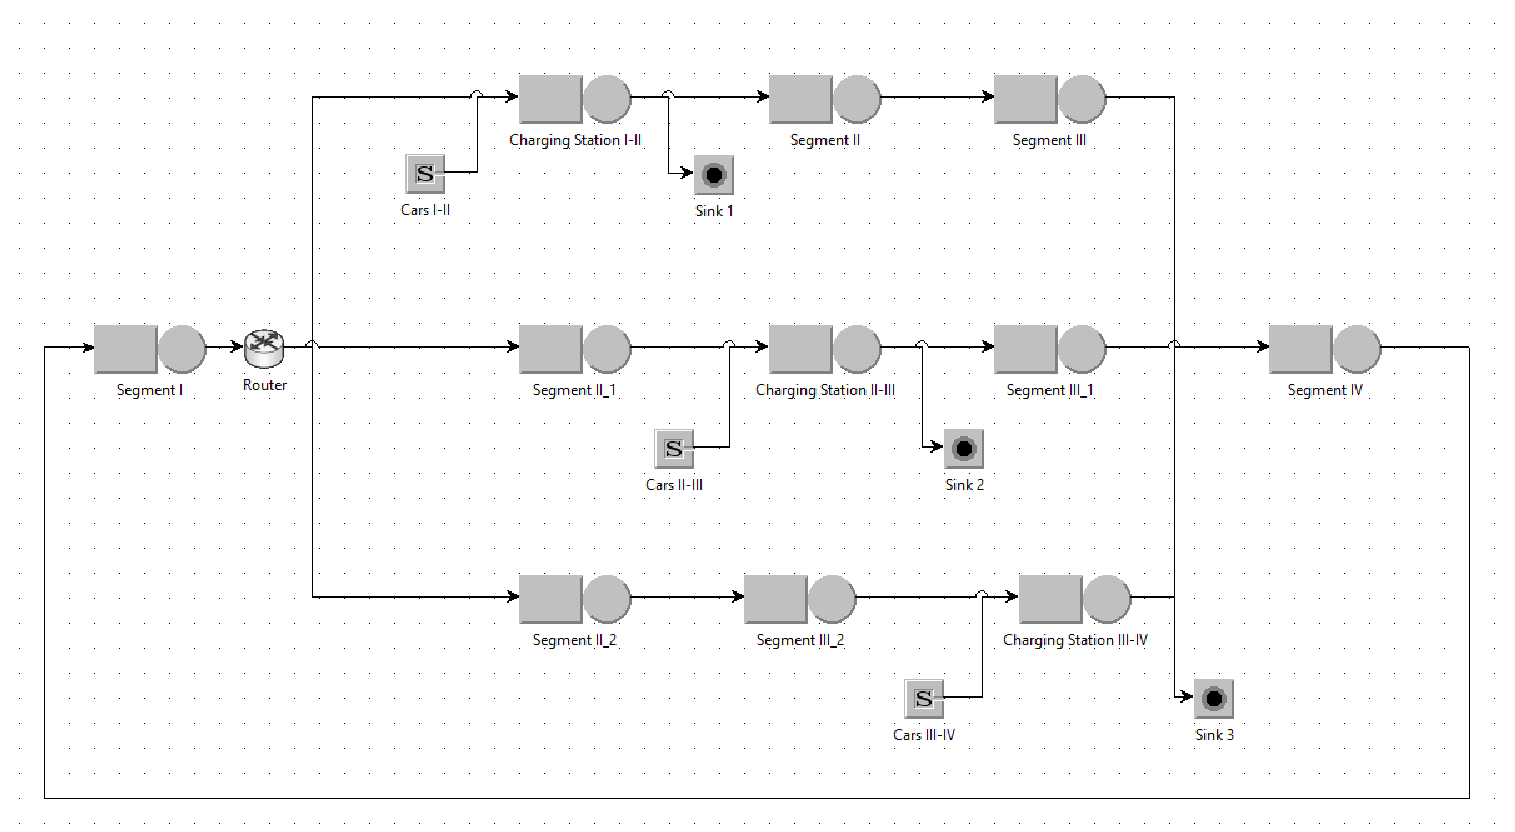 Charging Station I-II
Segment II
Segment III
S
Cars I-II
Sink 1
Segment I
Router
Segment II_1
Charging Station II-III
Segment III_1
Segment IV
S
Cars II-III
Sink 2
Segment II_2
Segment III_2
Charging Station III-IV
S
Cars III-IV
Sink 3